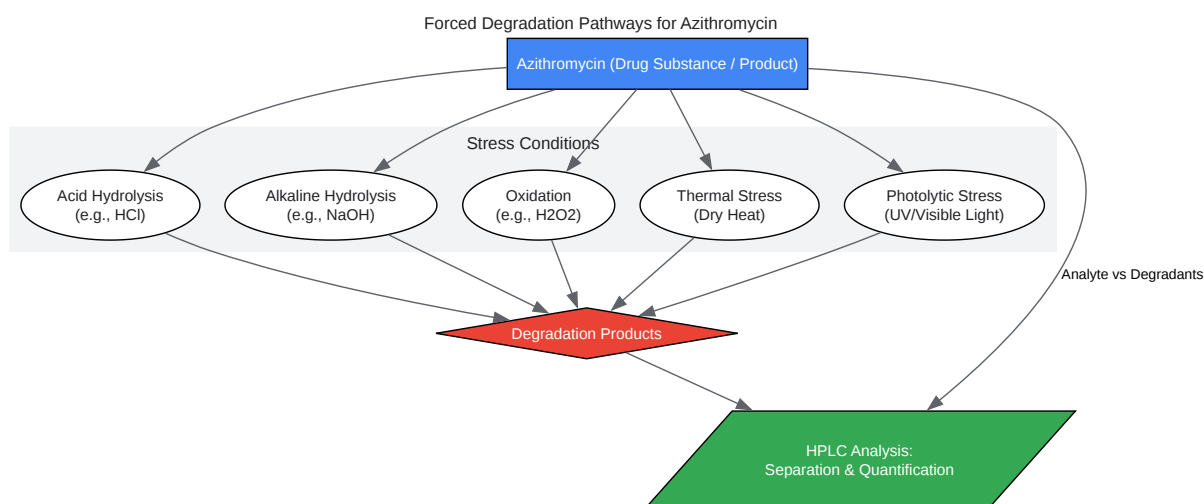 Forced Degradation Pathways for Azithromycin
Azithromycin (Drug Substance / Product)
Stress Conditions
Acid Hydrolysis
(e.g., HCl)
Alkaline Hydrolysis
(e.g., NaOH)
Oxidation
(e.g., H2O2)
Thermal Stress
(Dry Heat)
Photolytic Stress
(UV/Visible Light)
Analyte vs Degradants
Degradation Products
HPLC Analysis:
Separation & Quantification